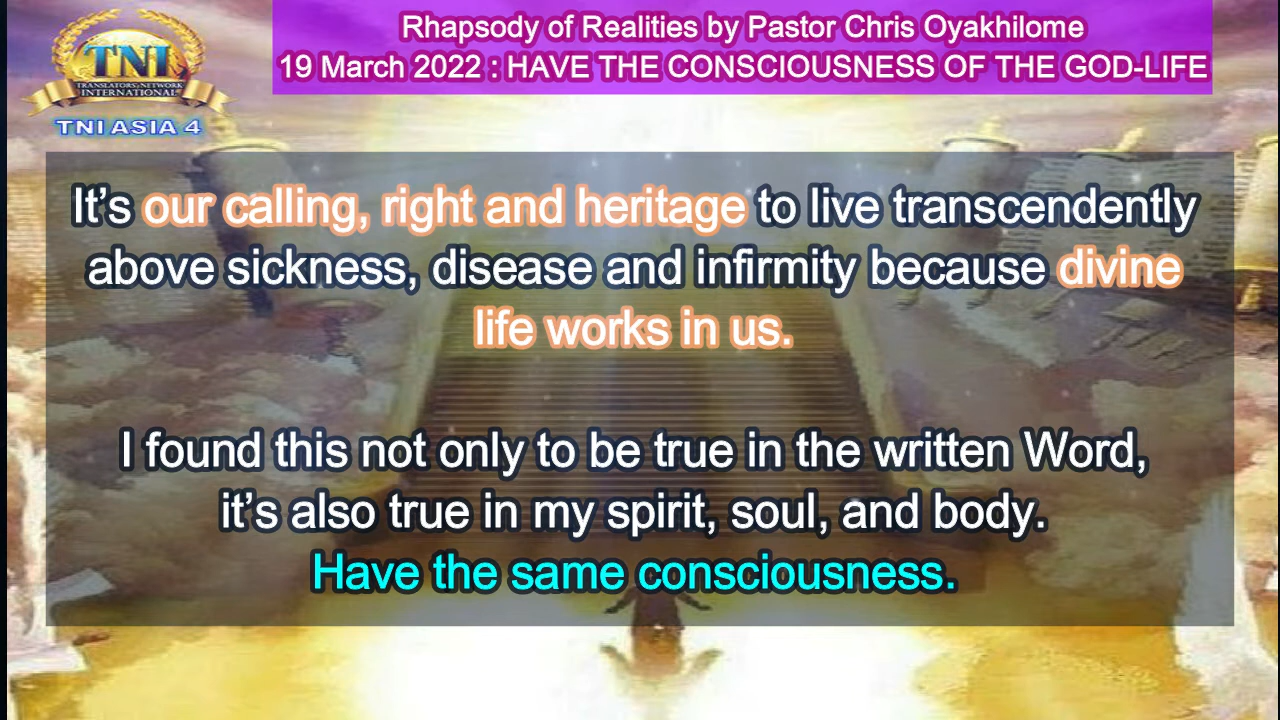 Rhapsody of Realities by Pastor Chris Oyakhilome
19 March 2022 : HAVE THE CONSCIOUSNESS OF THE GOD-LIFE
TNI
TRANSLATORS' NETWORK
INTERNATIONAL
TNI ASIA 4
It’s our calling, right and heritage to live transcendently
above sickness, disease and infirmity because divine
life works in us.
I found this not only to be true in the written Word,
it’s also true in my spirit, soul, and body.
Have the same consciousness.